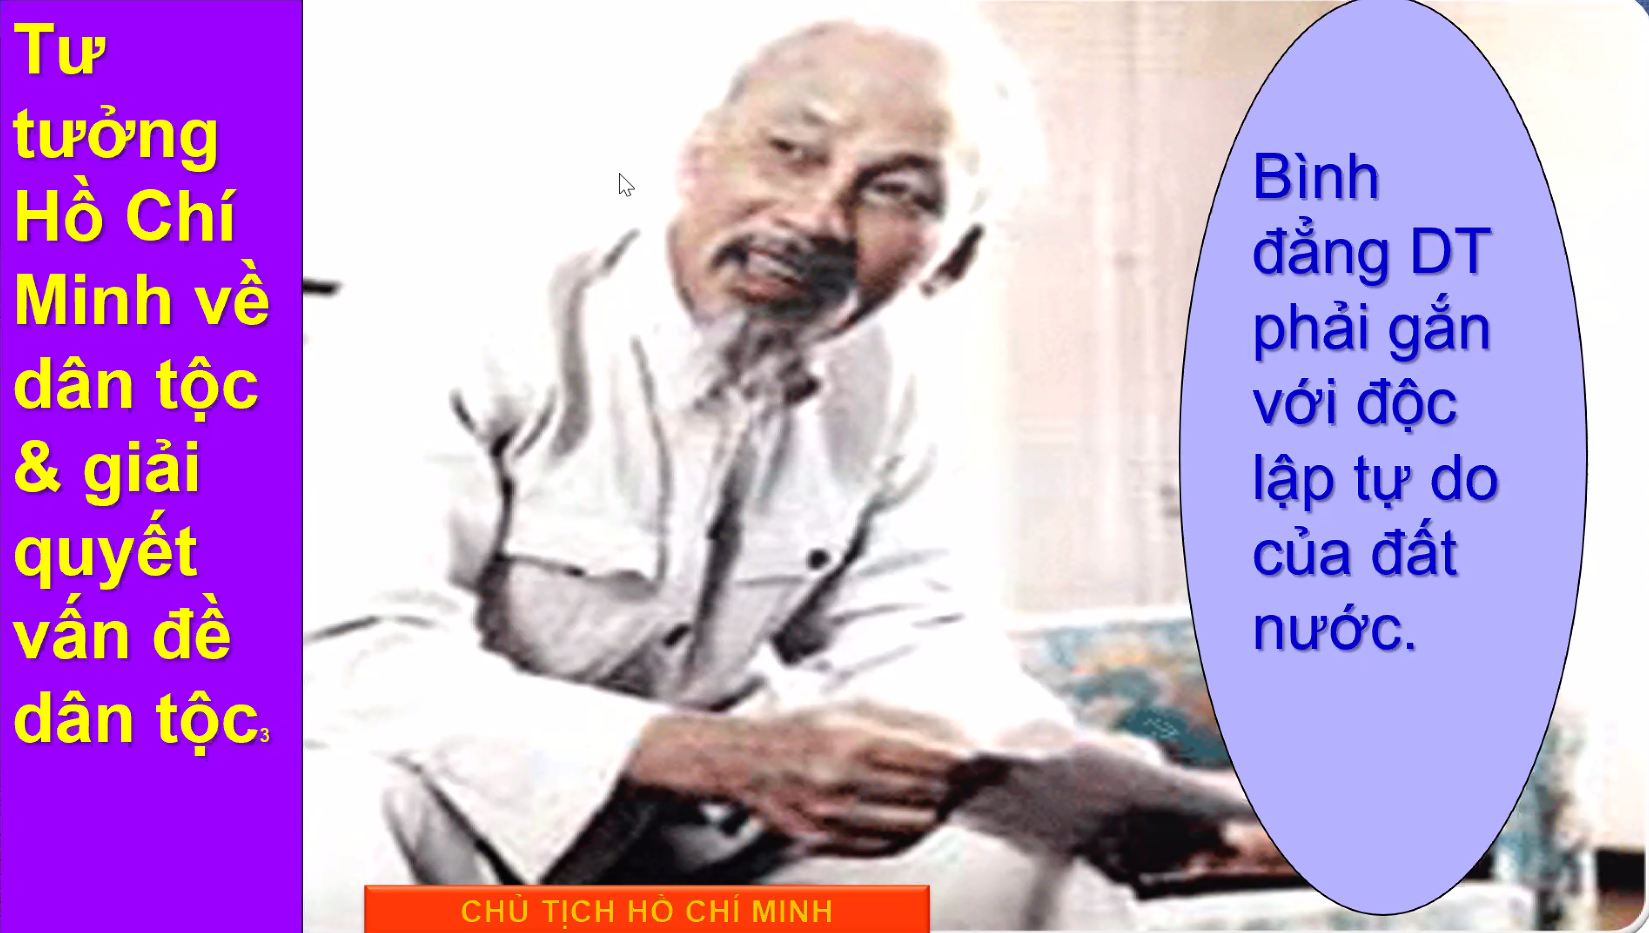 Tư
tưởng
Hồ Chí
Minh về
dân tộc
& giải
quyết
vấn đề
dân tộc3
Bình
đẳng DT
phải gắn
với độc
lập tự do
của đất
nước.
CHỦ TỊCH HỒ CHÍ MINH